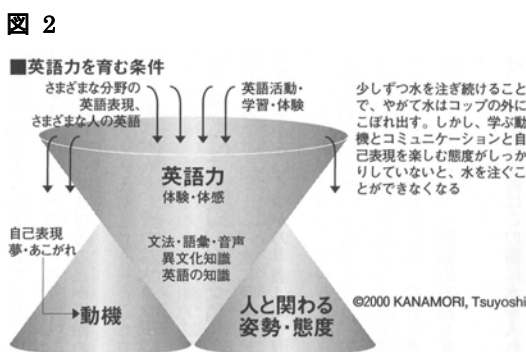 図 2
■英語力を育む条件
さまざまな分野の
英語表現、
さまざまな人の英語
英語活動・
学習・体験
少しずつ水を注ぎ続けること
で、やがて水はコップの外に
こぼれ出す。しかし、学ぶ動
機とコミュニケーションと自
己表現を楽しむ態度がしっか
りしていないと、水を注ぐこ
とができなくなる
英語力
体験・体感
文法・語彙・音声
異文化知識
英語の知識
自己表現
夢・あこがれ
動機
人と関わる
姿勢・態度
©2000 KANAMORI, Tsuyoshi